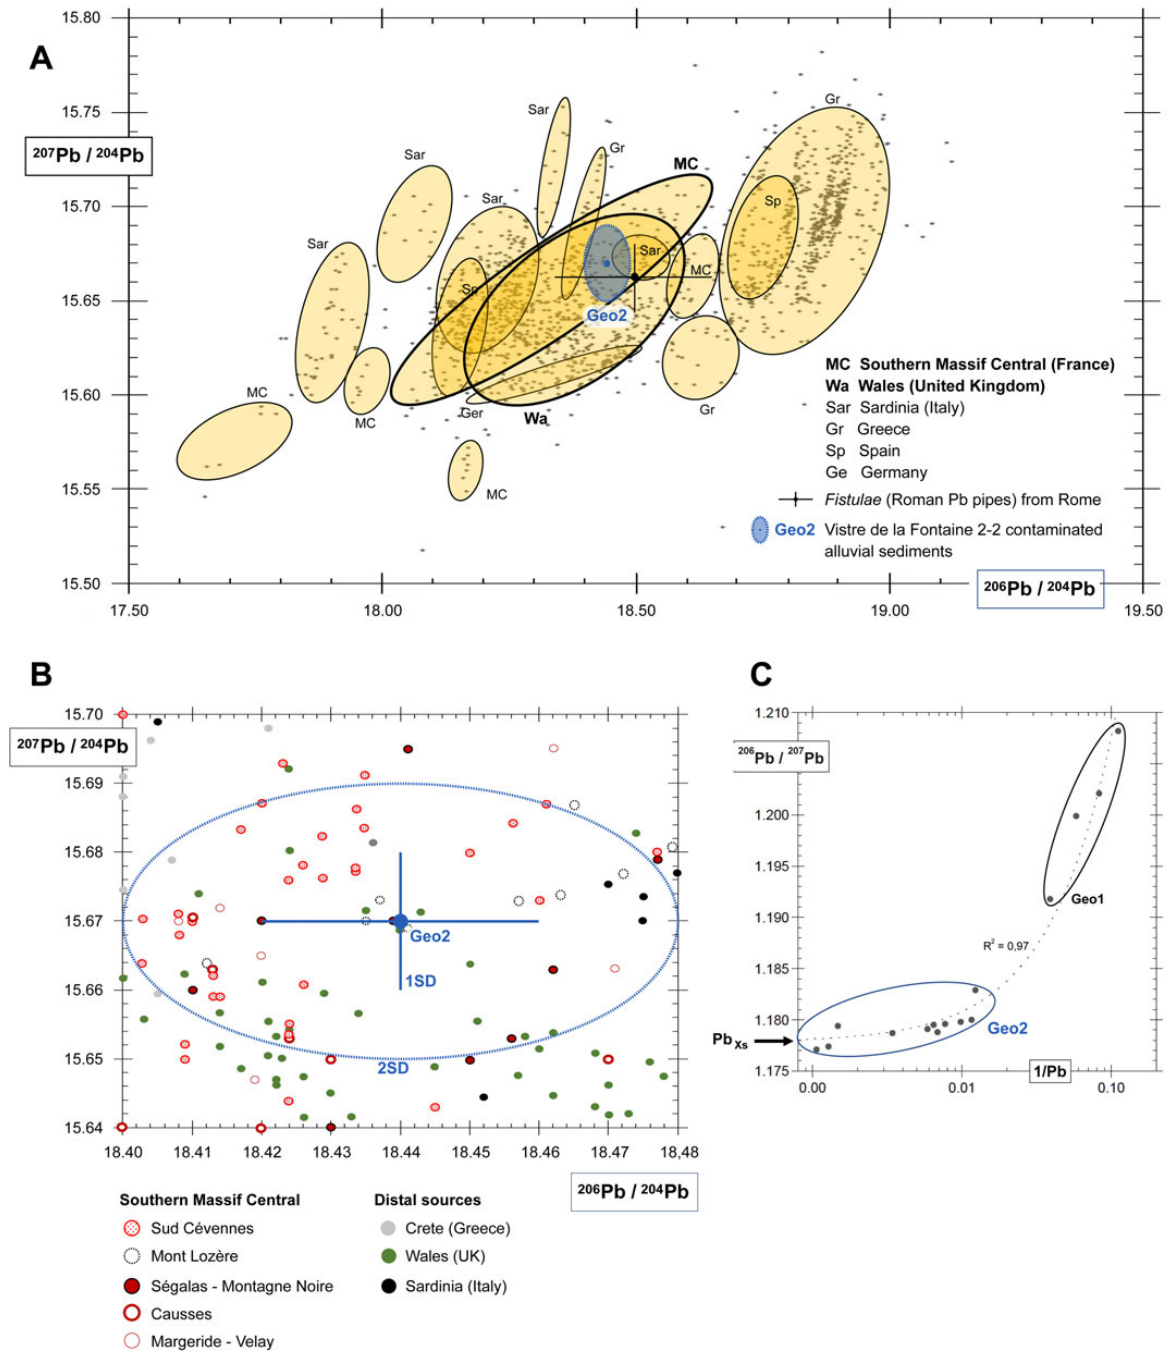 A
15.80
15.75
²⁰⁷Pb / ²⁰⁴Pb
15.70
15.65
15.60
15.55
15.50
17.50
18.00
18.50
19.00
19.50
²⁰⁶Pb / ²⁰⁴Pb
Sar
Gr
Gr
Sar
MC
Sar
Sp
Sar
Sar
MC
Sp
Geo2
MC
Ger
Wa
Gr
MC
MC
MC Southern Massif Central (France)
Wa Wales (United Kingdom)
Sar Sardinia (Italy)
Gr Greece
Sp Spain
Ge Germany
Fistulae (Roman Pb pipes) from Rome
Geo2 Vistre de la Fontaine 2-2 contaminated
alluvial sediments
B
15.70
²⁰⁷Pb / ²⁰⁴Pb
15.69
15.68
15.67
15.66
15.65
15.64
Geo2
1SD
2SD
18.40
18.41
18.42
18.43
18.44
18.45
18.46
18.47
18,48
²⁰⁶Pb / ²⁰⁴Pb
Southern Massif Central
Sud Cévennes
Mont Lozère
Ségalas - Montagne Noire
Causses
Margeride - Velay
Distal sources
Crete (Greece)
Wales (UK)
Sardinia (Italy)
C
1.210
²⁰⁶Pb / ²⁰⁷Pb
1.200
1.195
1.190
1.185
1.180
1.175
Geo1
R² = 0,97
Geo2
Pb Xs
1/Pb
0.00
0.01
0.10